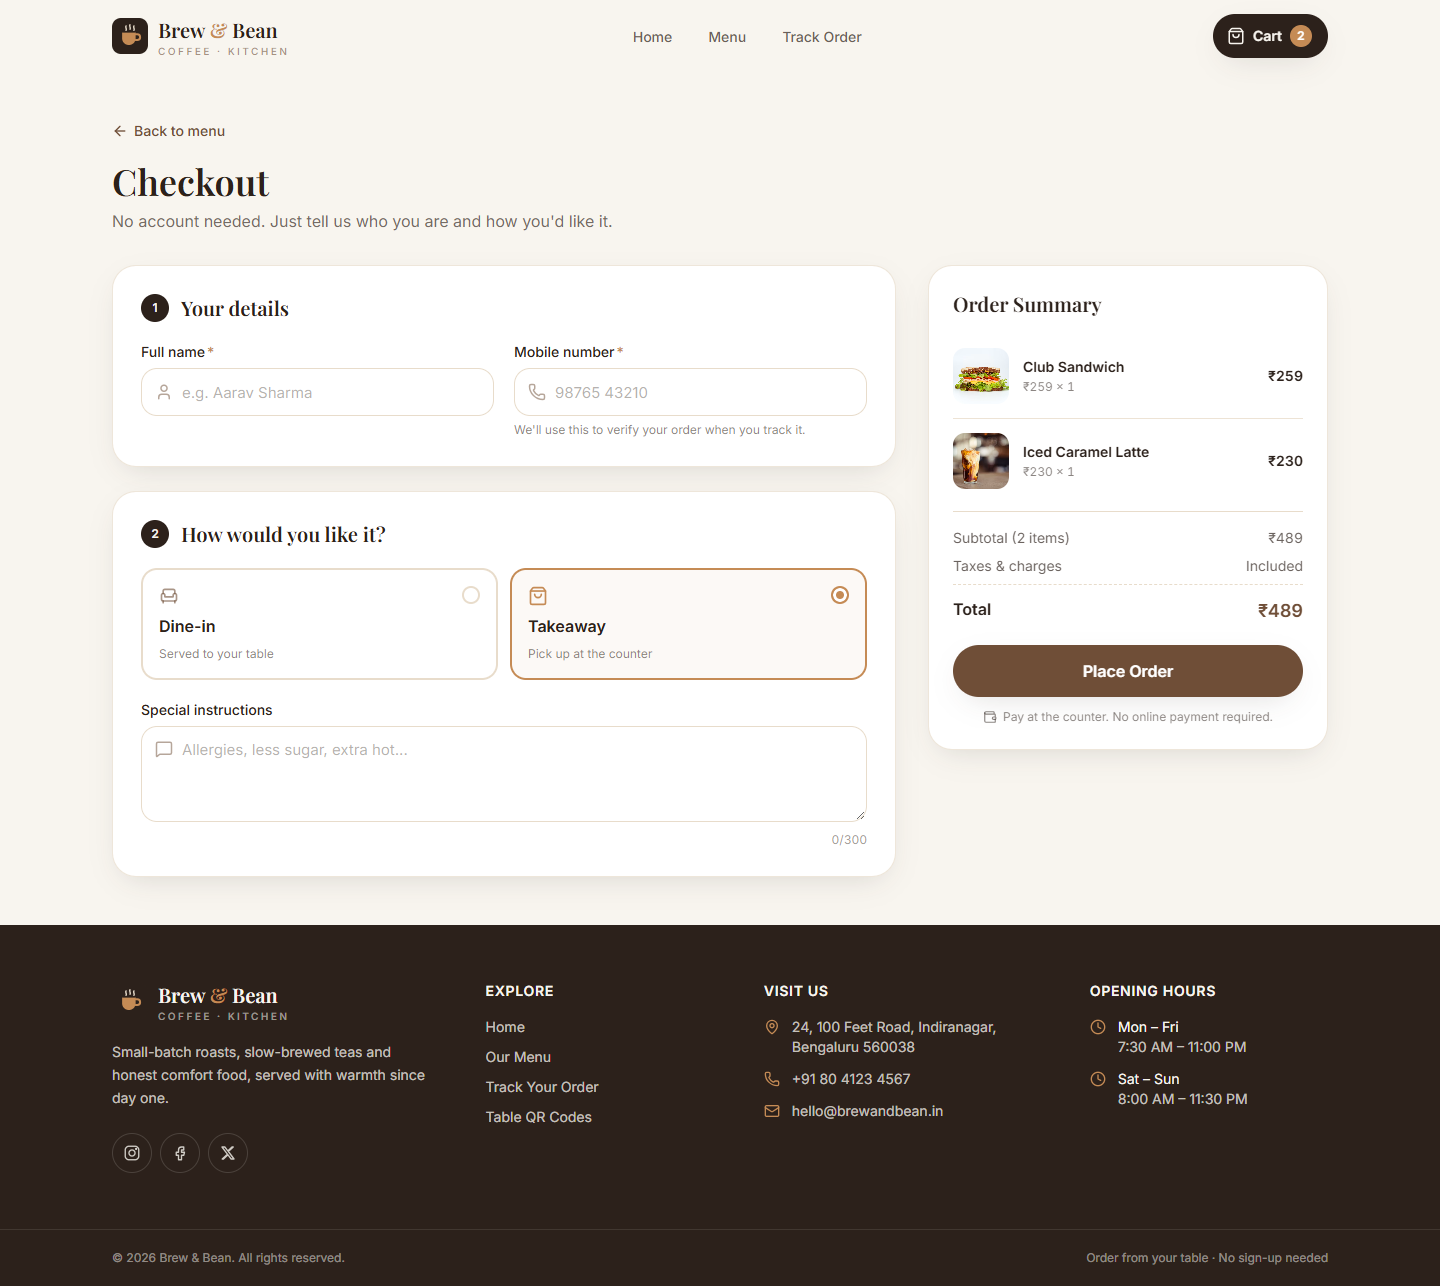 Brew & Bean
COFFEE · KITCHEN
Home
Menu
Track Order
Cart
2
Back to menu
Checkout
No account needed. Just tell us who you are and how you'd like it.
1
Your details
Full name*
e.g. Aarav Sharma
Mobile number*
98765 43210
We'll use this to verify your order when you track it.
2
How would you like it?
Dine-in
Served to your table
Takeaway
Pick up at the counter
Special instructions
Allergies, less sugar, extra hot...
0/300
Order Summary
Club Sandwich
₹259 × 1
₹259
Iced Caramel Latte
₹230 × 1
₹230
Subtotal (2 items)
₹489
Taxes & charges
Included
Total
₹489
Place Order
Pay at the counter. No online payment required.
Brew & Bean
COFFEE · KITCHEN
Small-batch roasts, slow-brewed teas and
honest comfort food, served with warmth since
day one.
EXPLORE
Home
Our Menu
Track Your Order
Table QR Codes
VISIT US
24, 100 Feet Road, Indiranagar,
Bengaluru 560038
+91 80 4123 4567
hello@brewandbean.in
OPENING HOURS
Mon – Fri
7:30 AM – 11:00 PM
Sat – Sun
8:00 AM – 11:30 PM
© 2026 Brew & Bean. All rights reserved.
Order from your table · No sign-up needed